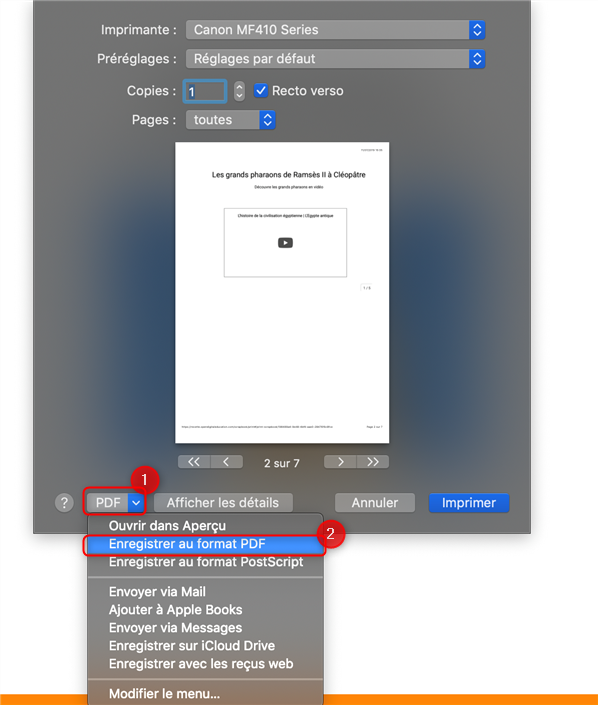 Imprimante : Canon MF410 Series
Préréglages : Réglages par défaut
Copies : 1 Recto verso
Pages : toutes
Les grands pharaons de Ramsès II à Cléopâtre
Découvre les grands pharaons en vidéo
L'histoire de la civilisation égyptienne | L'Égypte antique
1 / 5
Page 2 sur 7
2 sur 7
1
? PDF Afficher les détails Annuler Imprimer
Ouvrir dans Aperçu
2
Enregistrer au format PDF
Enregistrer au format PostScript
Envoyer via Mail
Ajouter à Apple Books
Envoyer via Messages
Enregistrer sur iCloud Drive
Enregistrer avec les reçus web
Modifier le menu...